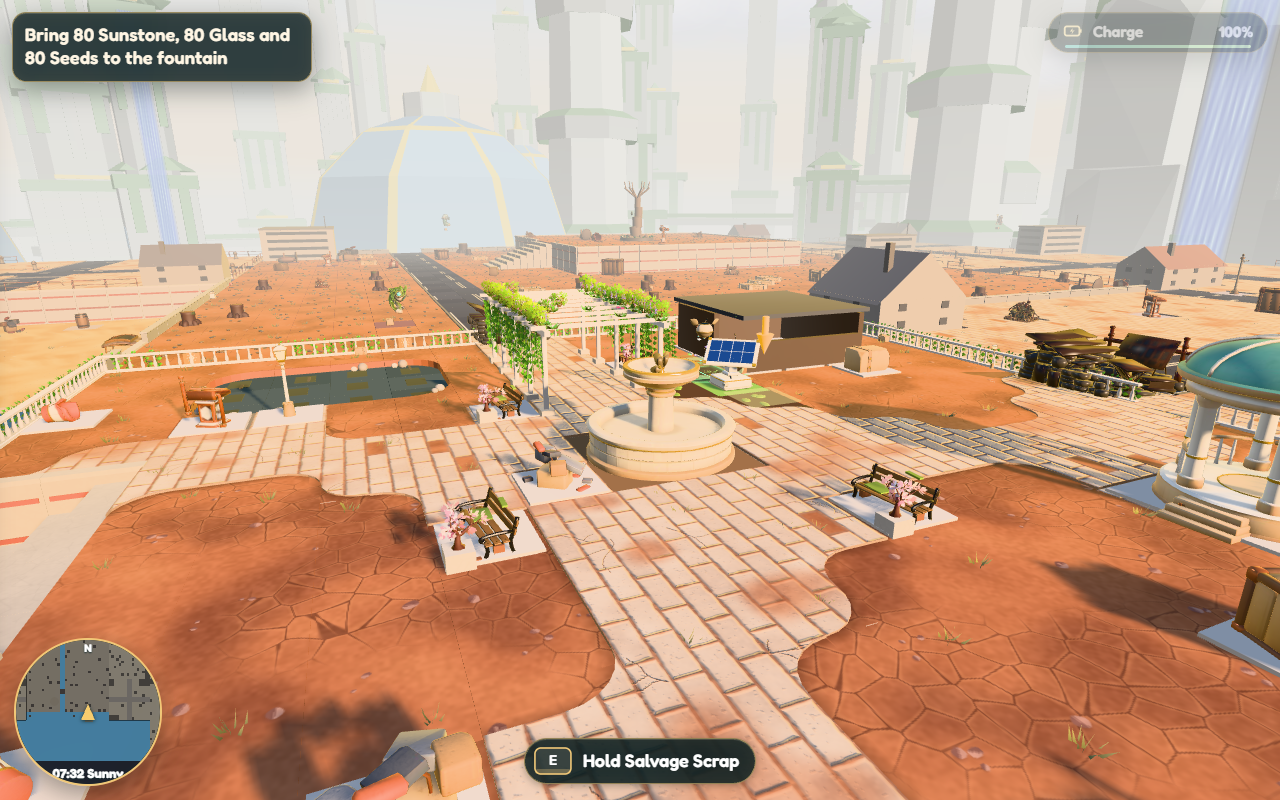 Bring 80 Sunstone, 80 Glass and
80 Seeds to the fountain
Charge 100%
N
07:32 Sunny
E Hold Salvage Scrap